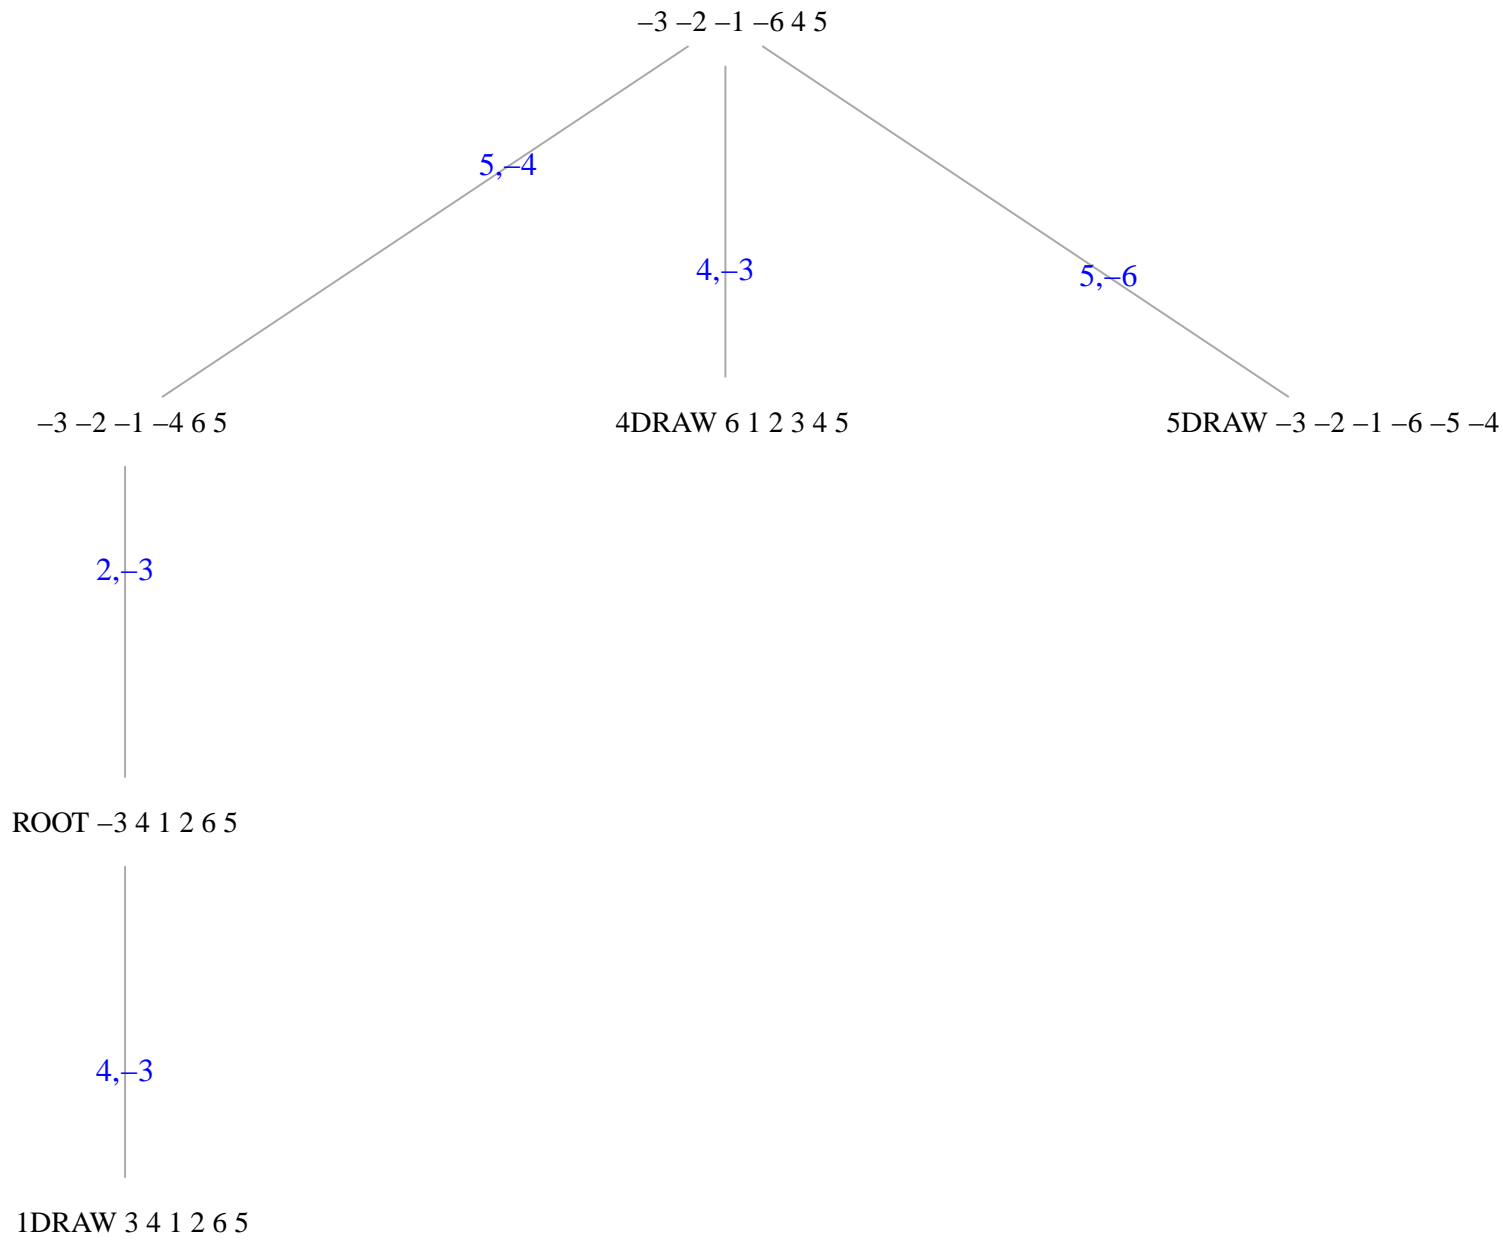 –3 –2 –1 –6 4 5
5,–4
4,–3
5,–6
–3 –2 –1 –4 6 5
4DRAW 6 1 2 3 4 5
5DRAW –3 –2 –1 –6 –5 –4
2,–3
ROOT –3 4 1 2 6 5
4,–3
1DRAW 3 4 1 2 6 5